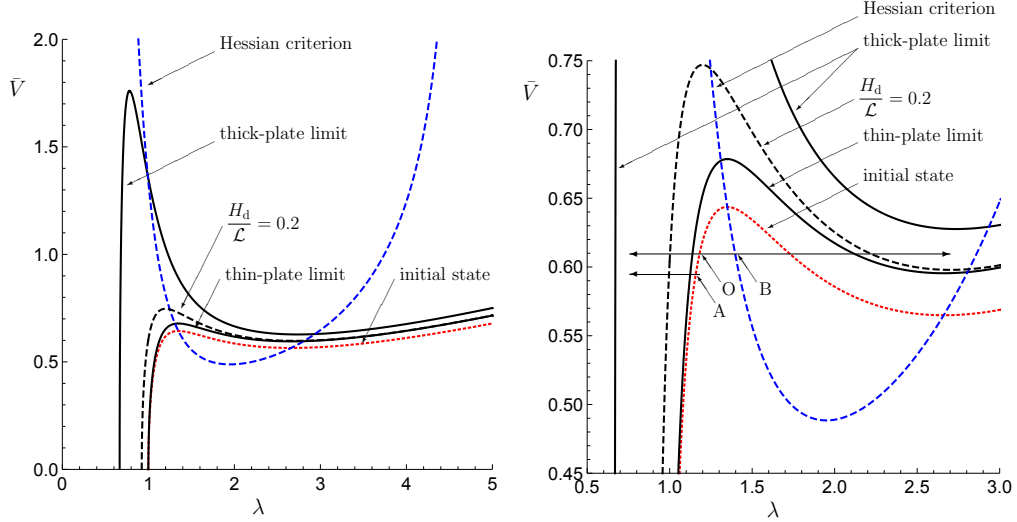 2.0
1.5
1.0
0.5
0.0
V̄
0
1
2
3
4
5
λ
Hessian criterion
thick-plate limit
H_d/𝓛 = 0.2
thin-plate limit
initial state
0.75
0.70
0.65
0.60
0.55
0.50
0.45
V̄
0.5
1.0
1.5
2.0
2.5
3.0
λ
Hessian criterion
thick-plate limit
H_d/𝓛 = 0.2
thin-plate limit
initial state
O
B
A